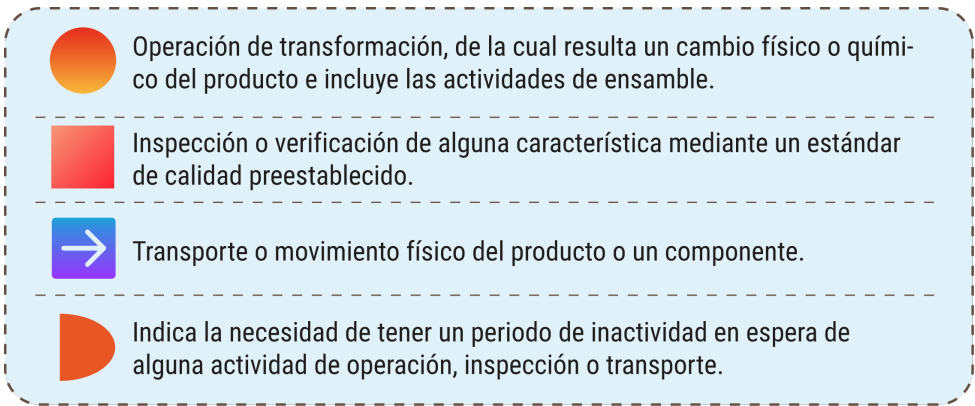 Operación de transformación, de la cual resulta un cambio físico o quími-
co del producto e incluye las actividades de ensamble.
Inspección o verificación de alguna característica mediante un estándar
de calidad preestablecido.
Transporte o movimiento físico del producto o un componente.
Indica la necesidad de tener un periodo de inactividad en espera de
alguna actividad de operación, inspección o transporte.